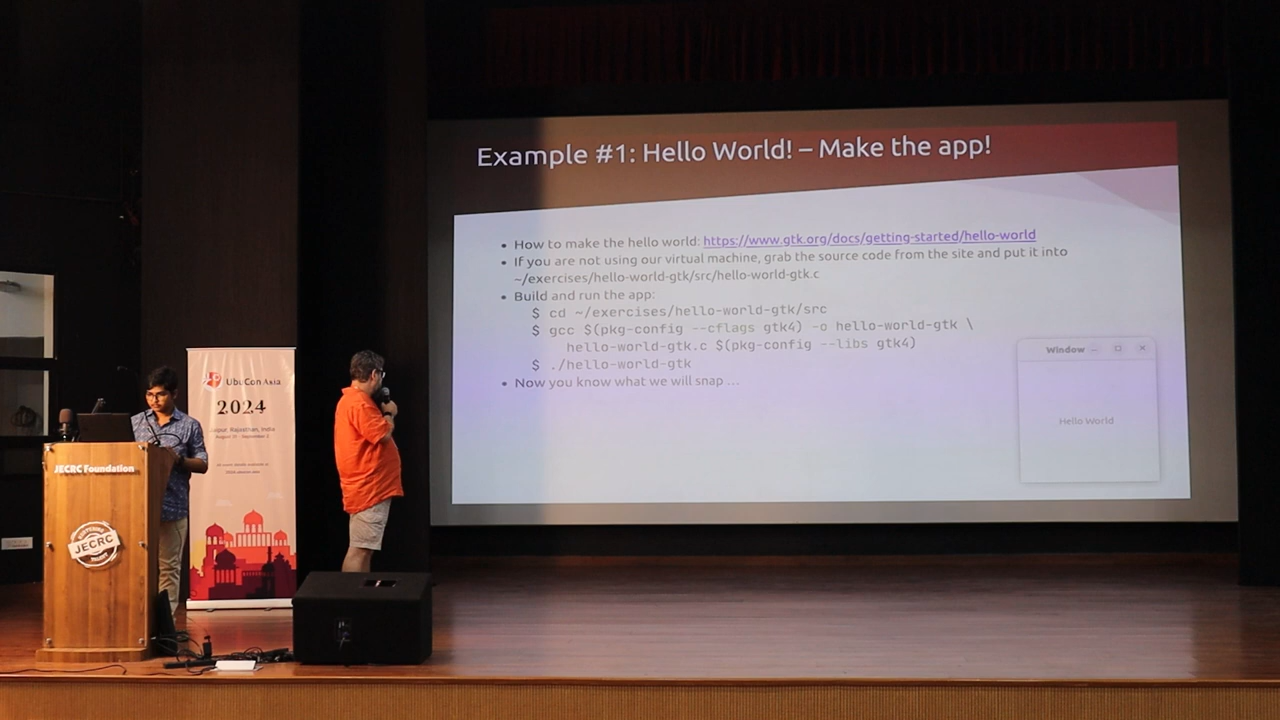 Example #1: Hello World! – Make the app!
• How to make the hello world: https://www.gtk.org/docs/getting-started/hello-world
• If you are not using our virtual machine, grab the source code from the site and put it into
~/exercises/hello-world-gtk/src/hello-world-gtk.c
• Build and run the app:
$ cd ~/exercises/hello-world-gtk/src
$ gcc $(pkg-config --cflags gtk4) -o hello-world-gtk \
hello-world-gtk.c $(pkg-config --libs gtk4)
$ ./hello-world-gtk
• Now you know what we will snap …
Window
Hello World
UbuCon Asia
2024
Jaipur, Rajasthan, India
JECRC Foundation
JECRC